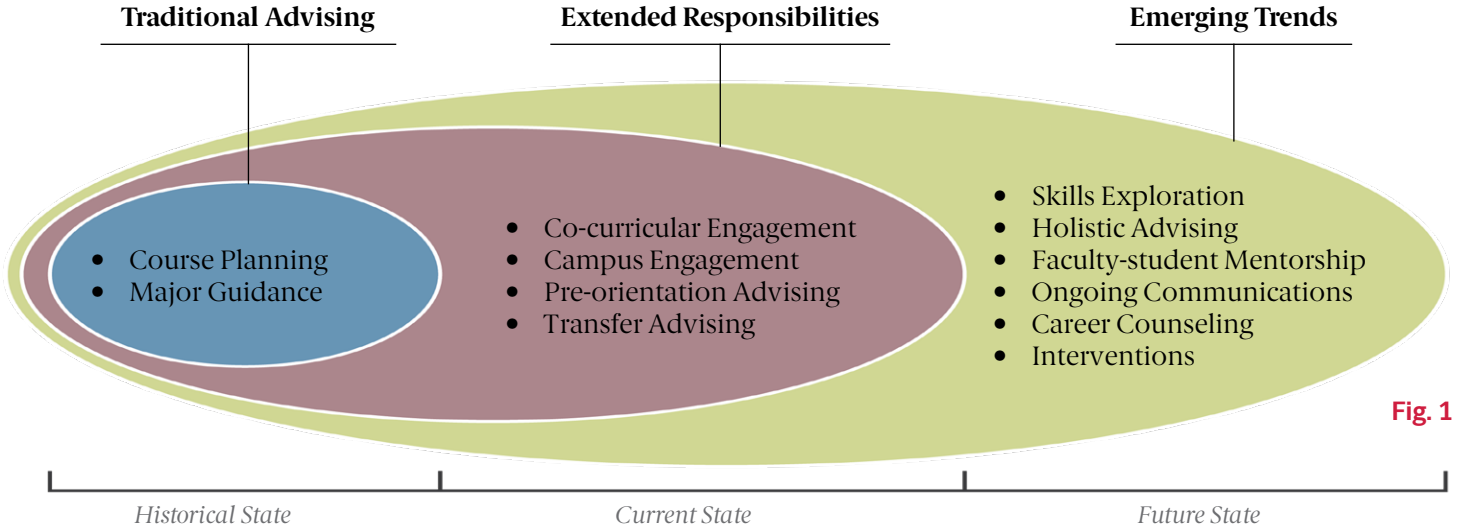 Traditional Advising
Extended Responsibilities
Emerging Trends
• Course Planning
• Major Guidance
• Co-curricular Engagement
• Campus Engagement
• Pre-orientation Advising
• Transfer Advising
• Skills Exploration
• Holistic Advising
• Faculty-student Mentorship
• Ongoing Communications
• Career Counseling
• Interventions
Fig. 1
Historical State
Current State
Future State